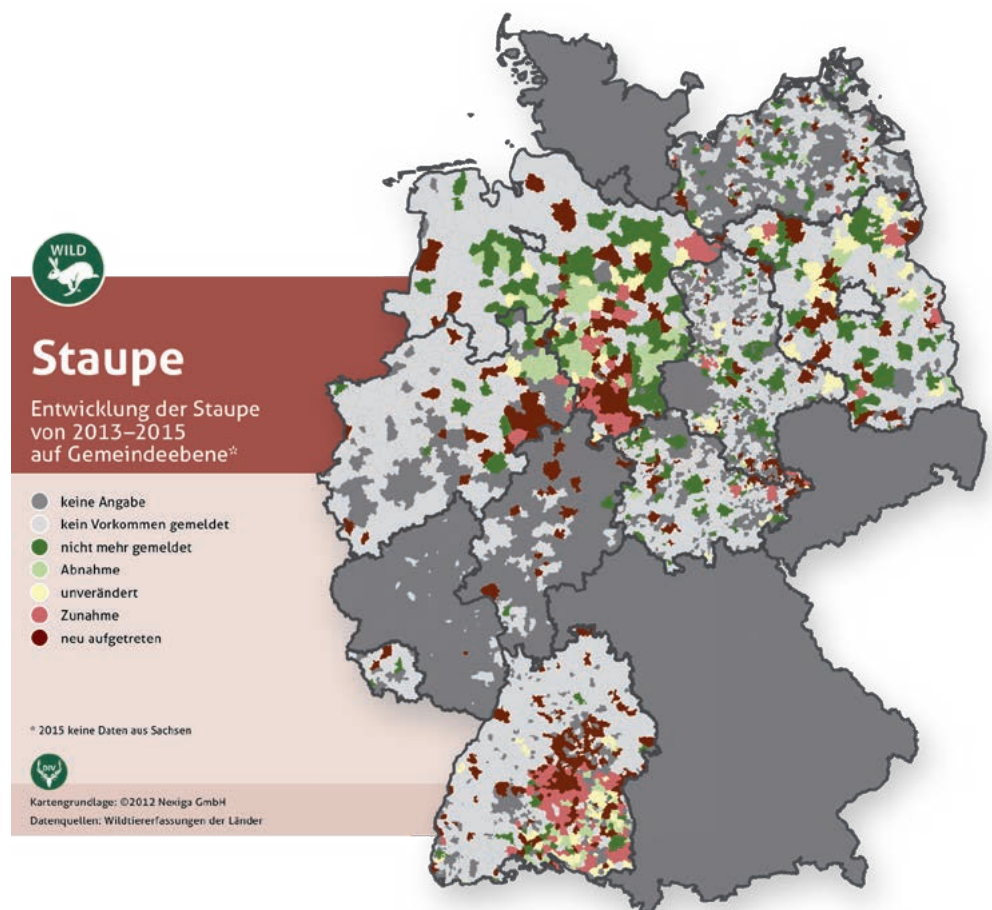 WILD
Staupe
Entwicklung der Staupe
von 2013–2015
auf Gemeindeebene*
keine Angabe
kein Vorkommen gemeldet
nicht mehr gemeldet
Abnahme
unverändert
Zunahme
neu aufgetreten
* 2015 keine Daten aus Sachsen
DJV
Kartengrundlage: ©2012 Nexiga GmbH
Datenquellen: Wildtiererfassungen der Länder